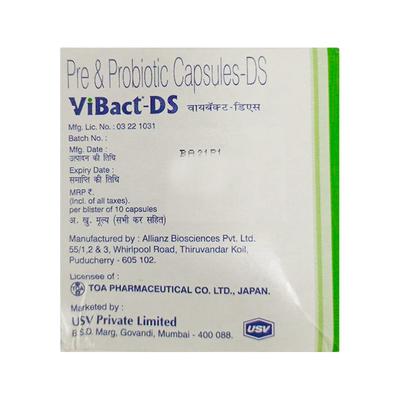 Pre & Probiotic Capsules-DS
ViBact-DS वायबॅक्ट-डिएस
Mfg. Lic. No. : 03 22 1031
Batch No. :
Mfg. Date :
उत्पादन की तिथि
Expiry Date :
समाप्ति की तिथि
MRP ₹.
(Incl. of all taxes).
per blister of 10 capsules
अ. खु. मूल्य (सभी कर सहित)
Manufactured by : Allianz Biosciences Pvt. Ltd.
55/1,2 & 3, Whirlpool Road, Thiruvandar Koil,
Puducherry - 605 102.
Licensee of :
TOA PHARMACEUTICAL CO. LTD., JAPAN.
Marketed by :
USV Private Limited
B.S.D. Marg, Govandi, Mumbai - 400 088.
USV